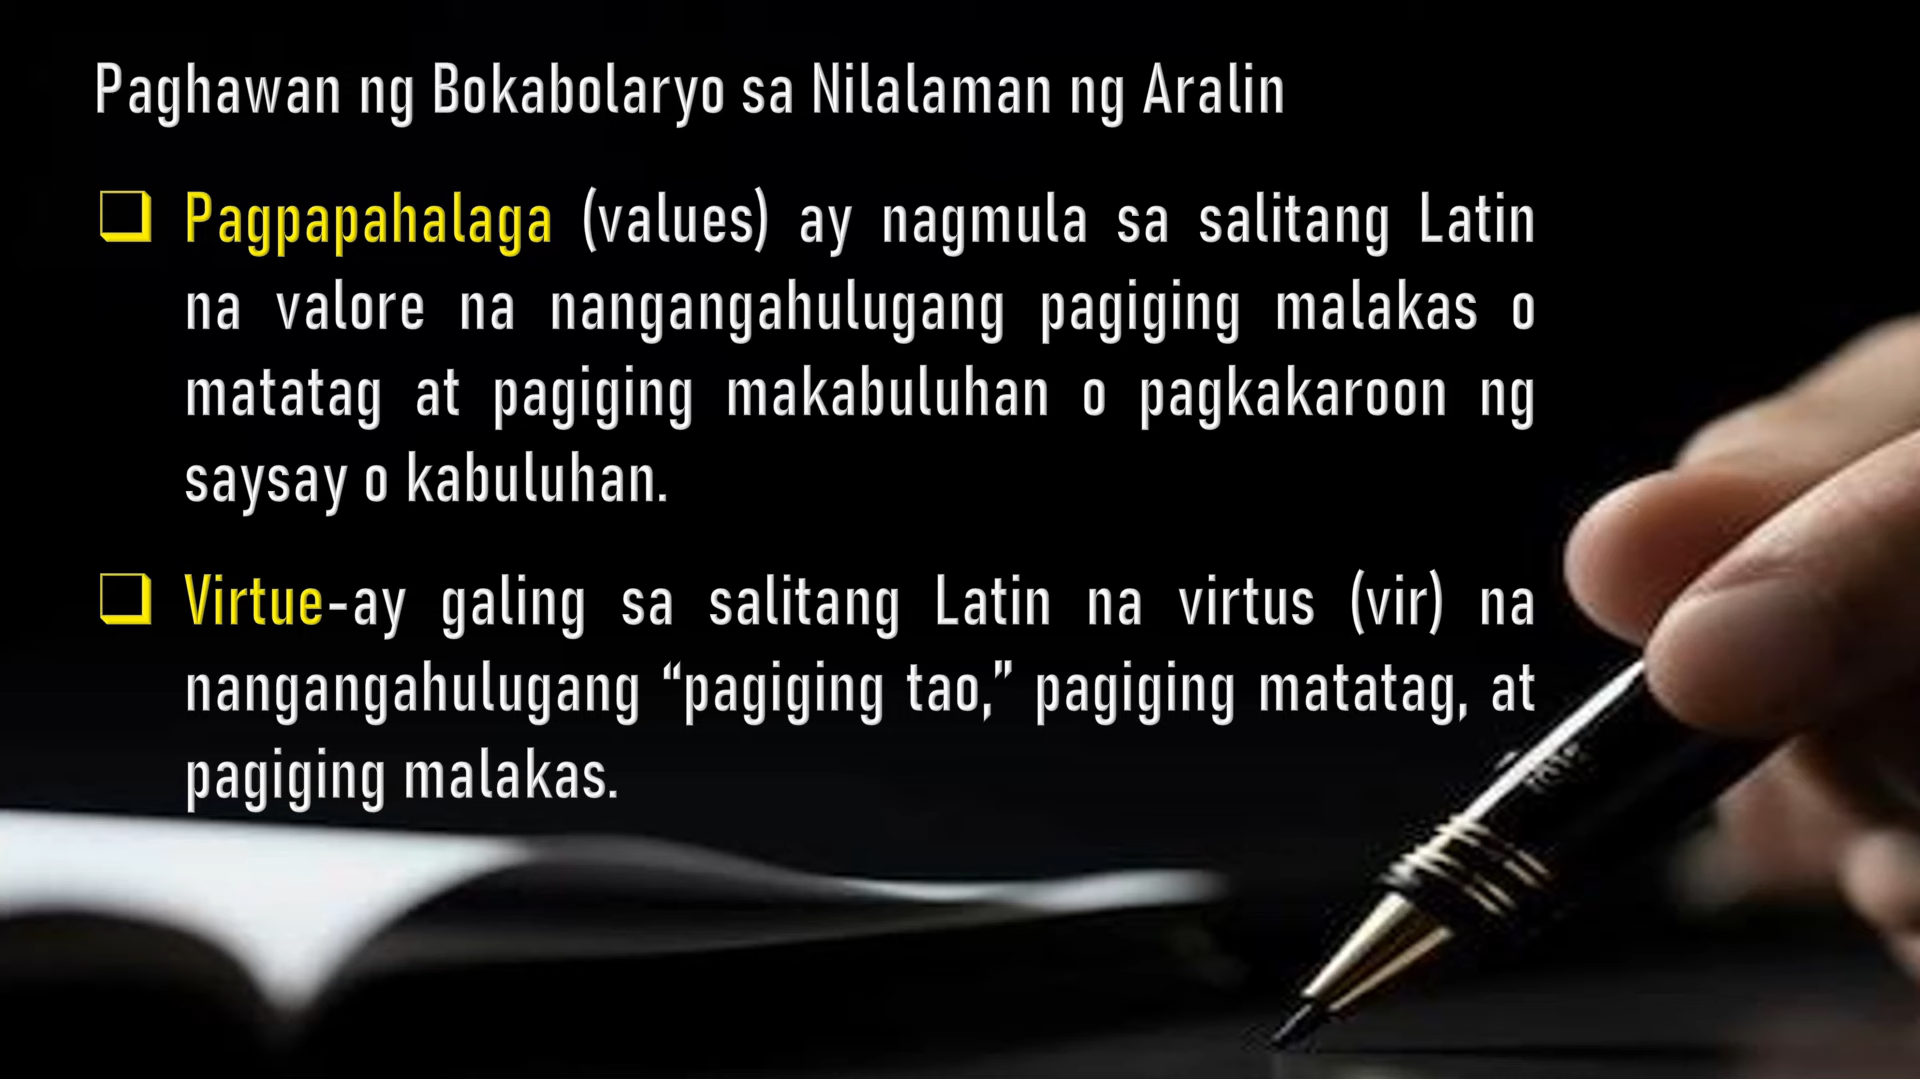 Paghawan ng Bokabolaryo sa Nilalaman ng Aralin
Pagpapahalaga (values) ay nagmula sa salitang Latin
na valore na nangangahulugang pagiging malakas o
matatag at pagiging makabuluhan o pagkakaroon ng
saysay o kabuluhan.
Virtue-ay galing sa salitang Latin na virtus (vir) na
nangangahulugang “pagiging tao,” pagiging matatag, at
pagiging malakas.